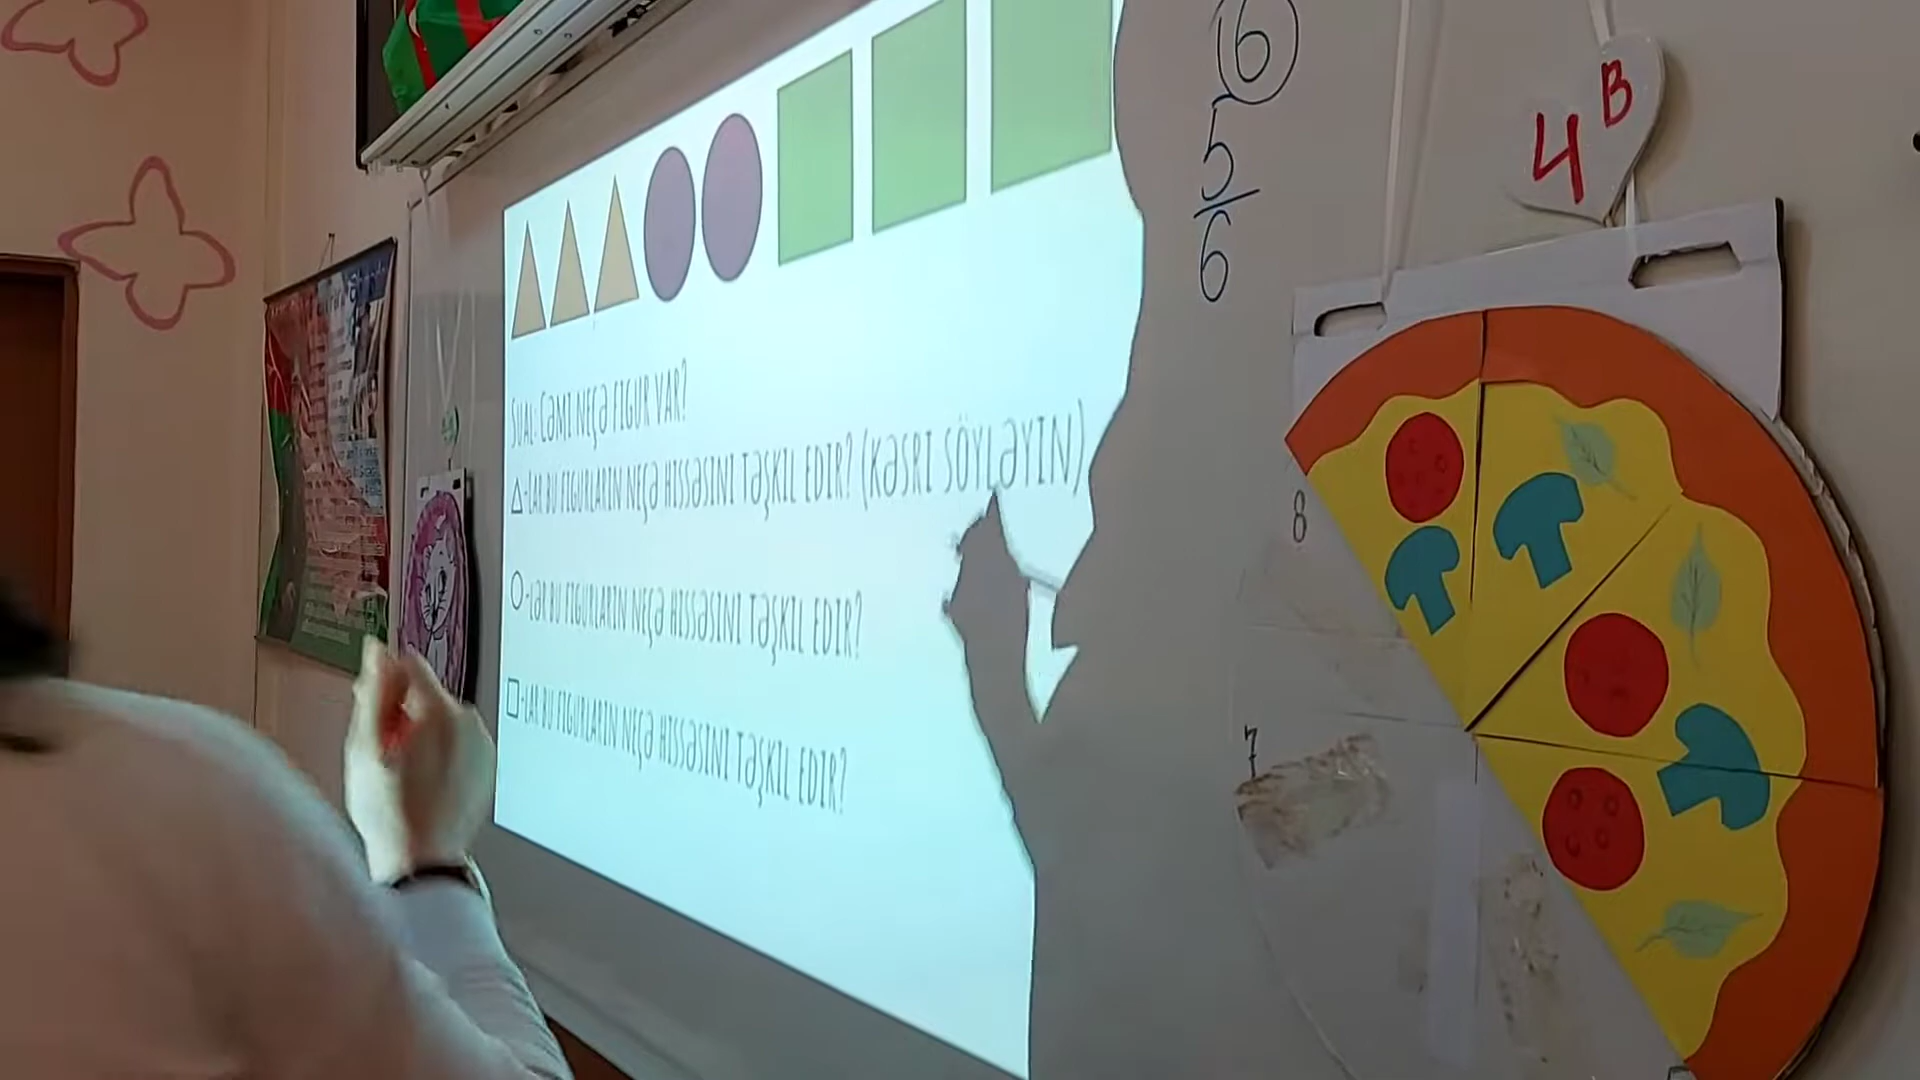 Sual: Cəmi neçə fiqur var?
△-lar bu fiqurların neçə hissəsini təşkil edir? (kəsri söyləyin)
○-lər bu fiqurların neçə hissəsini təşkil edir?
□-lar bu fiqurların neçə hissəsini təşkil edir?
6
5
6
4 B
8
7